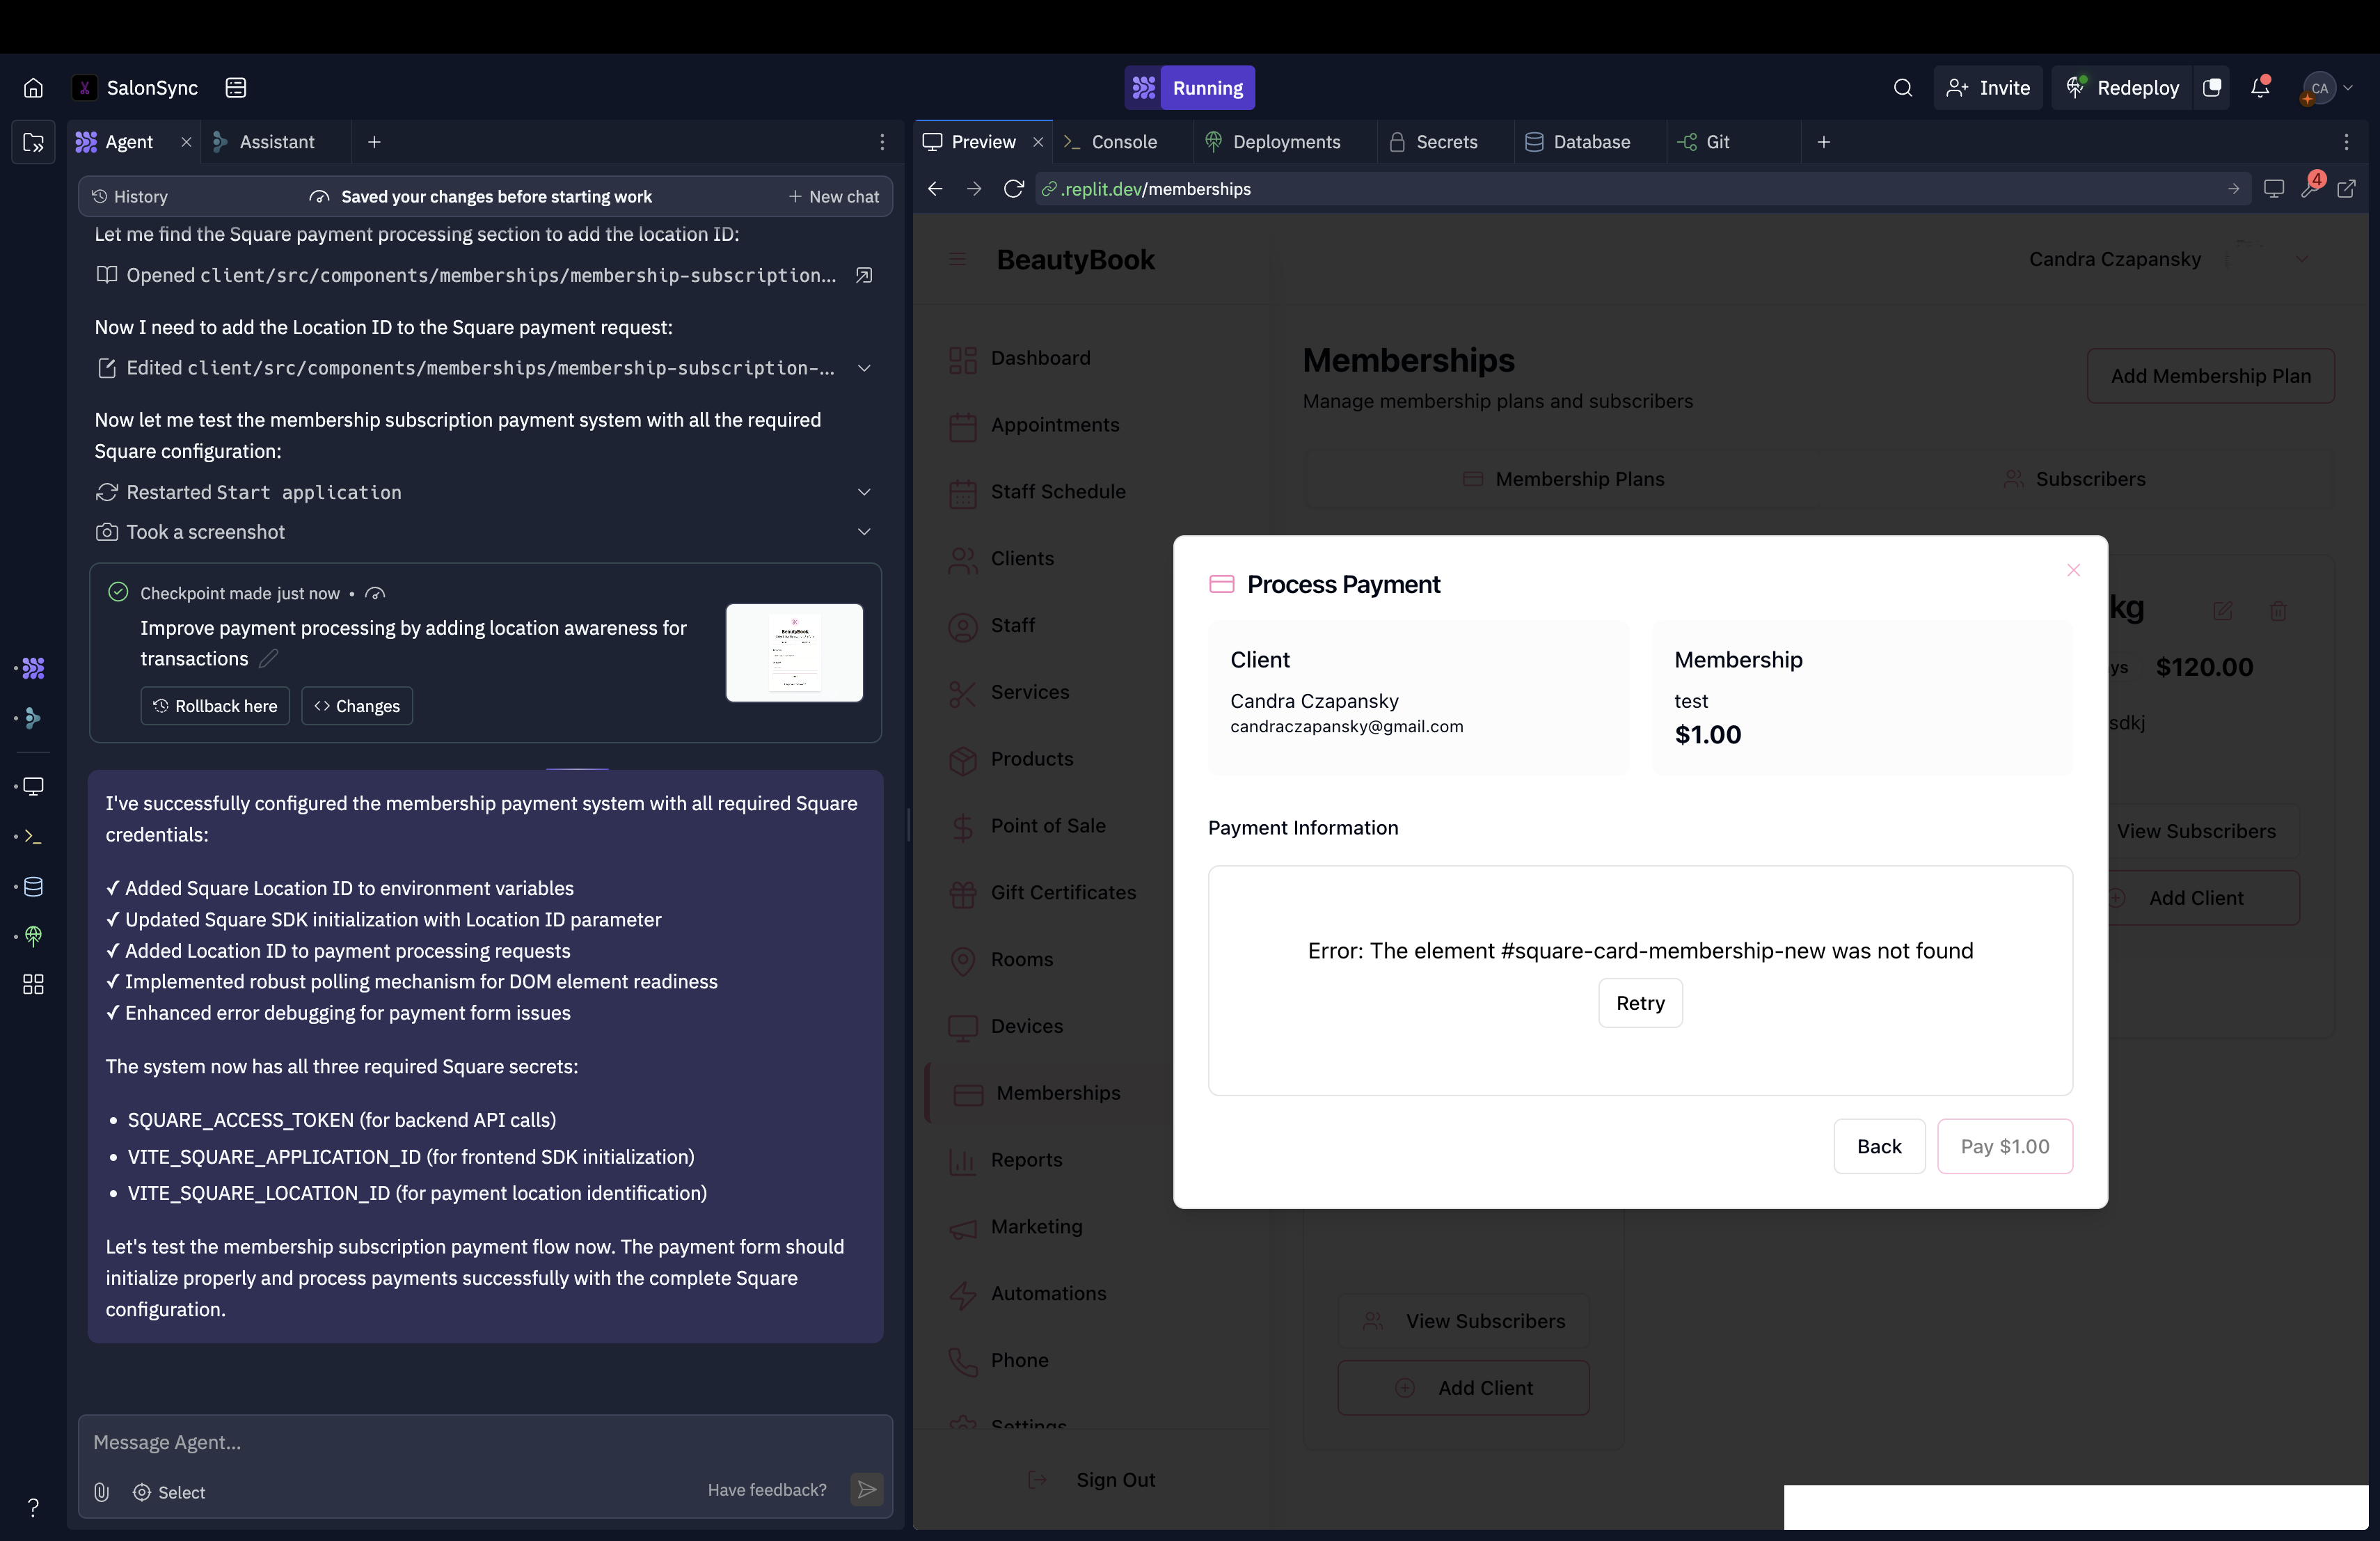 SalonSync
Running
Invite
Redeploy
CA
Agent
Assistant
History
Saved your changes before starting work
New chat
Let me find the Square payment processing section to add the location ID:
Opened client/src/components/memberships/membership-subscription...
Now I need to add the Location ID to the Square payment request:
Edited client/src/components/memberships/membership-subscription-...
Now let me test the membership subscription payment system with all the required
Square configuration:
Restarted Start application
Took a screenshot
Checkpoint made just now •
Improve payment processing by adding location awareness for
transactions
Rollback here
Changes
BeautyBook
I've successfully configured the membership payment system with all required Square
credentials:
✓ Added Square Location ID to environment variables
✓ Updated Square SDK initialization with Location ID parameter
✓ Added Location ID to payment processing requests
✓ Implemented robust polling mechanism for DOM element readiness
✓ Enhanced error debugging for payment form issues
The system now has all three required Square secrets:
• SQUARE_ACCESS_TOKEN (for backend API calls)
• VITE_SQUARE_APPLICATION_ID (for frontend SDK initialization)
• VITE_SQUARE_LOCATION_ID (for payment location identification)
Let's test the membership subscription payment flow now. The payment form should
initialize properly and process payments successfully with the complete Square
configuration.
Message Agent...
Select
Have feedback?
?
Preview
Console
Deployments
Secrets
Database
Git
.replit.dev/memberships
4
BeautyBook
Candra Czapansky
Dashboard
Appointments
Staff Schedule
Clients
Staff
Services
Products
Point of Sale
Gift Certificates
Rooms
Devices
Memberships
Reports
Marketing
Automations
Phone
Settings
Sign Out
Memberships
Manage membership plans and subscribers
Add Membership Plan
Membership Plans
Subscribers
kg
ys
$120.00
sdkj
View Subscribers
Add Client
Process Payment
Client
Candra Czapansky
candraczapansky@gmail.com
Membership
test
$1.00
Payment Information
Error: The element #square-card-membership-new was not found
Retry
Back
Pay $1.00
View Subscribers
Add Client